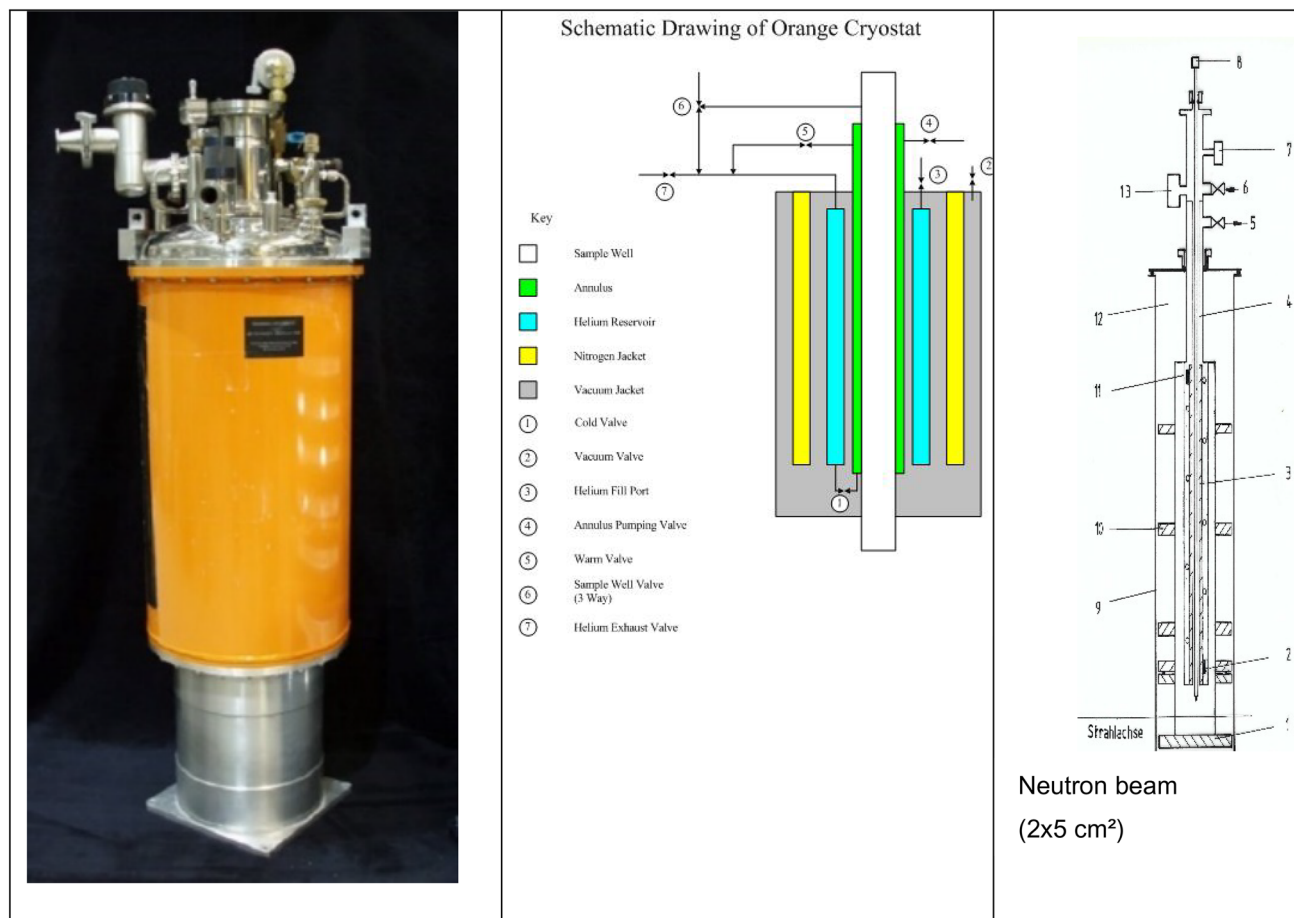 Schematic Drawing of Orange Cryostat
6
5
4
3
2
7
Key
Sample Well
Annulus
Helium Reservoir
Nitrogen Jacket
Vacuum Jacket
1
Cold Valve
2
Vacuum Valve
3
Helium Fill Port
4
Annulus Pumping Valve
5
Warm Valve
6
Sample Well Valve
(3 Way)
7
Helium Exhaust Valve
1
8
7
13
6
5
12
4
11
3
10
9
2
1
Strahlachse
Neutron beam
(2x5 cm²)